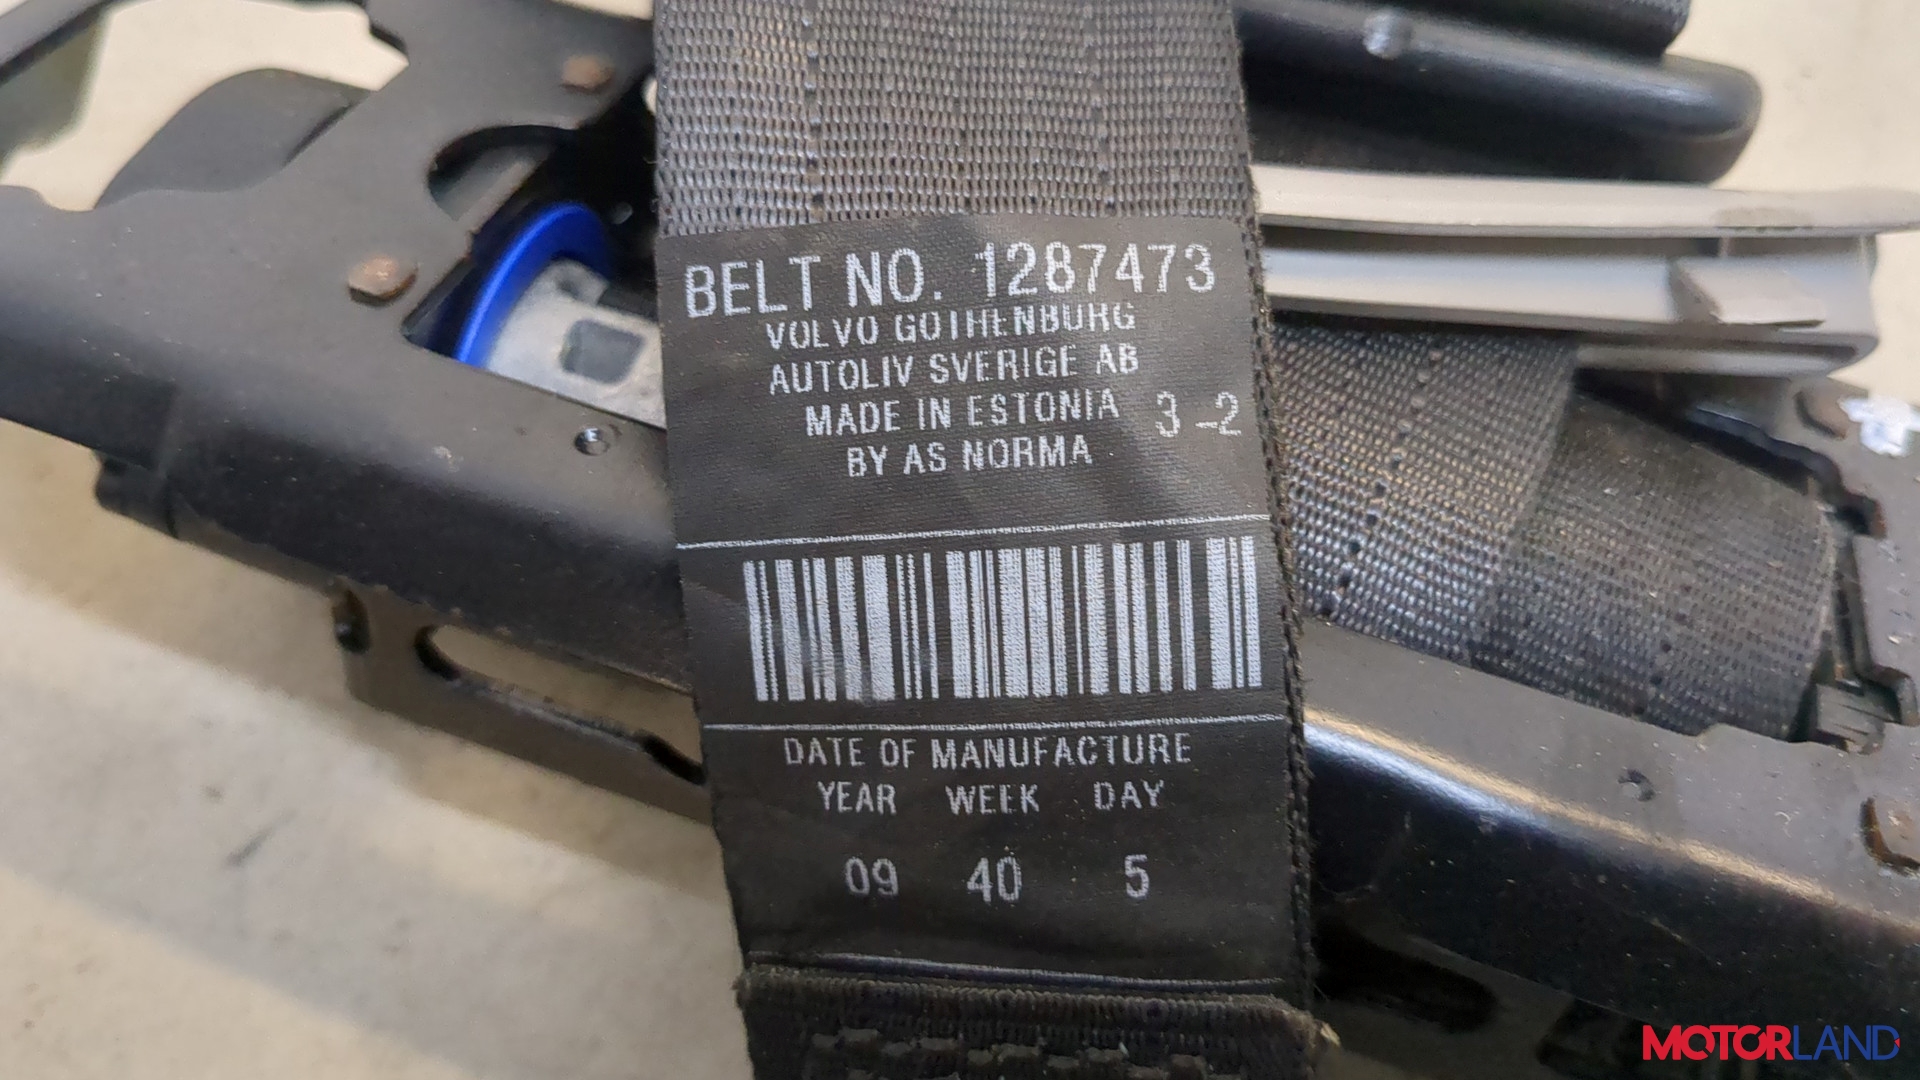 BELT NO. 1287473
VOLVO GOTHENBURG
AUTOLIV SVERIGE AB
MADE IN ESTONIA 3-2
BY AS NORMA
DATE OF MANUFACTURE
YEAR WEEK DAY
09 40 5
MOTORLAND